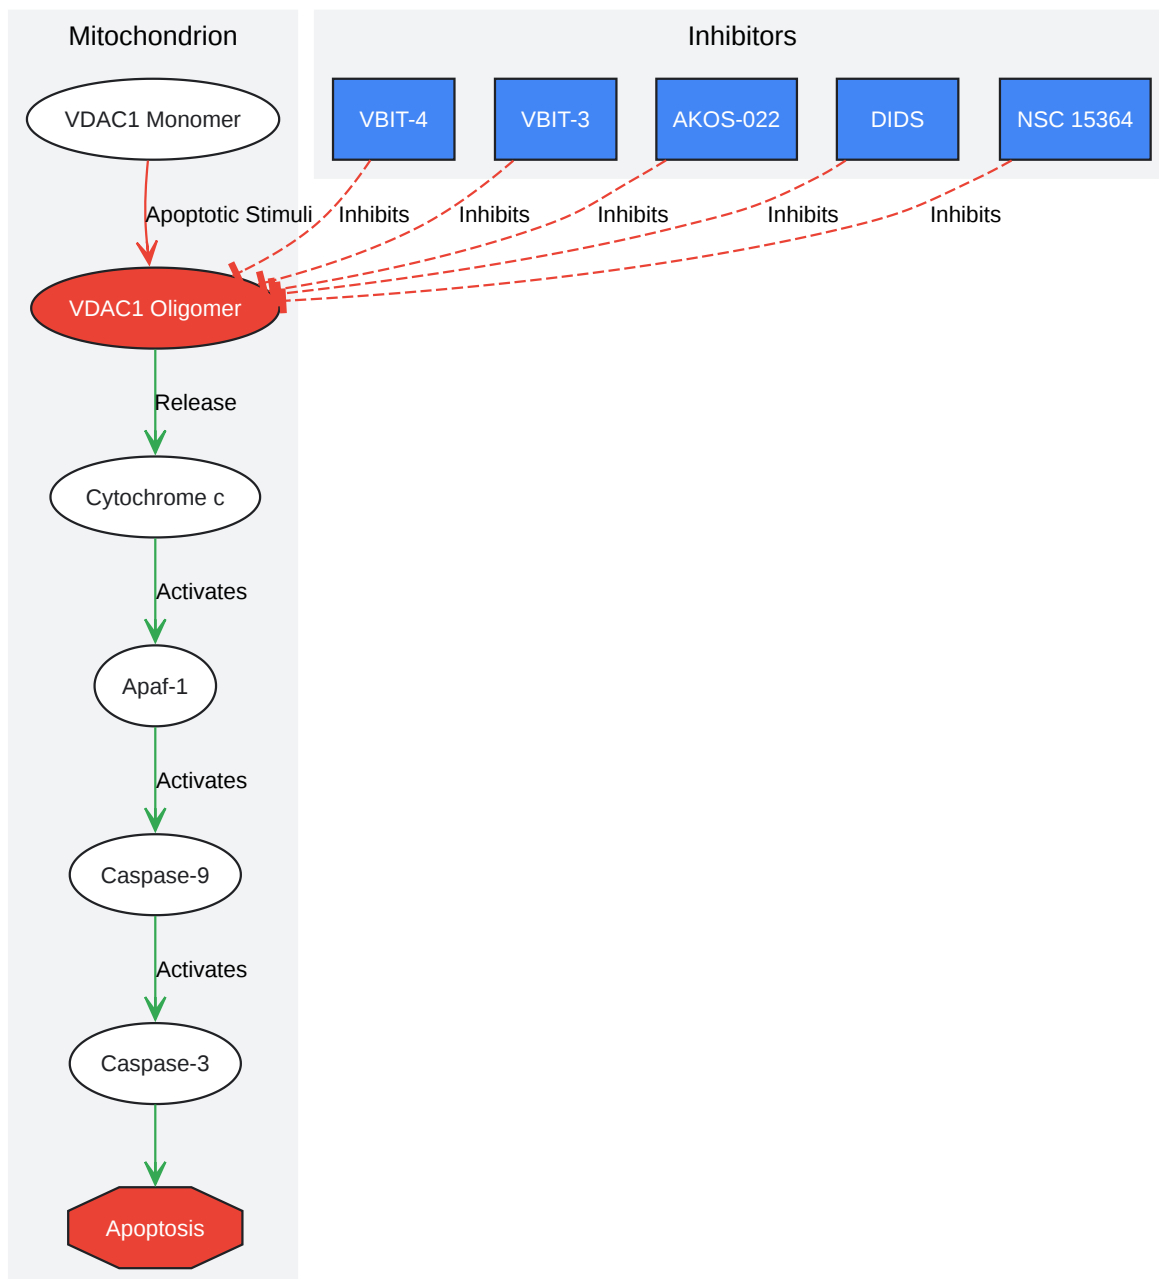 Mitochondrion
Inhibitors
VDAC1 Monomer
VBIT-4
VBIT-3
AKOS-022
DIDS
NSC 15364
Apoptotic Stimuli
Inhibits
Inhibits
Inhibits
Inhibits
Inhibits
VDAC1 Oligomer
Release
Cytochrome c
Activates
Apaf-1
Activates
Caspase-9
Activates
Caspase-3
Apoptosis